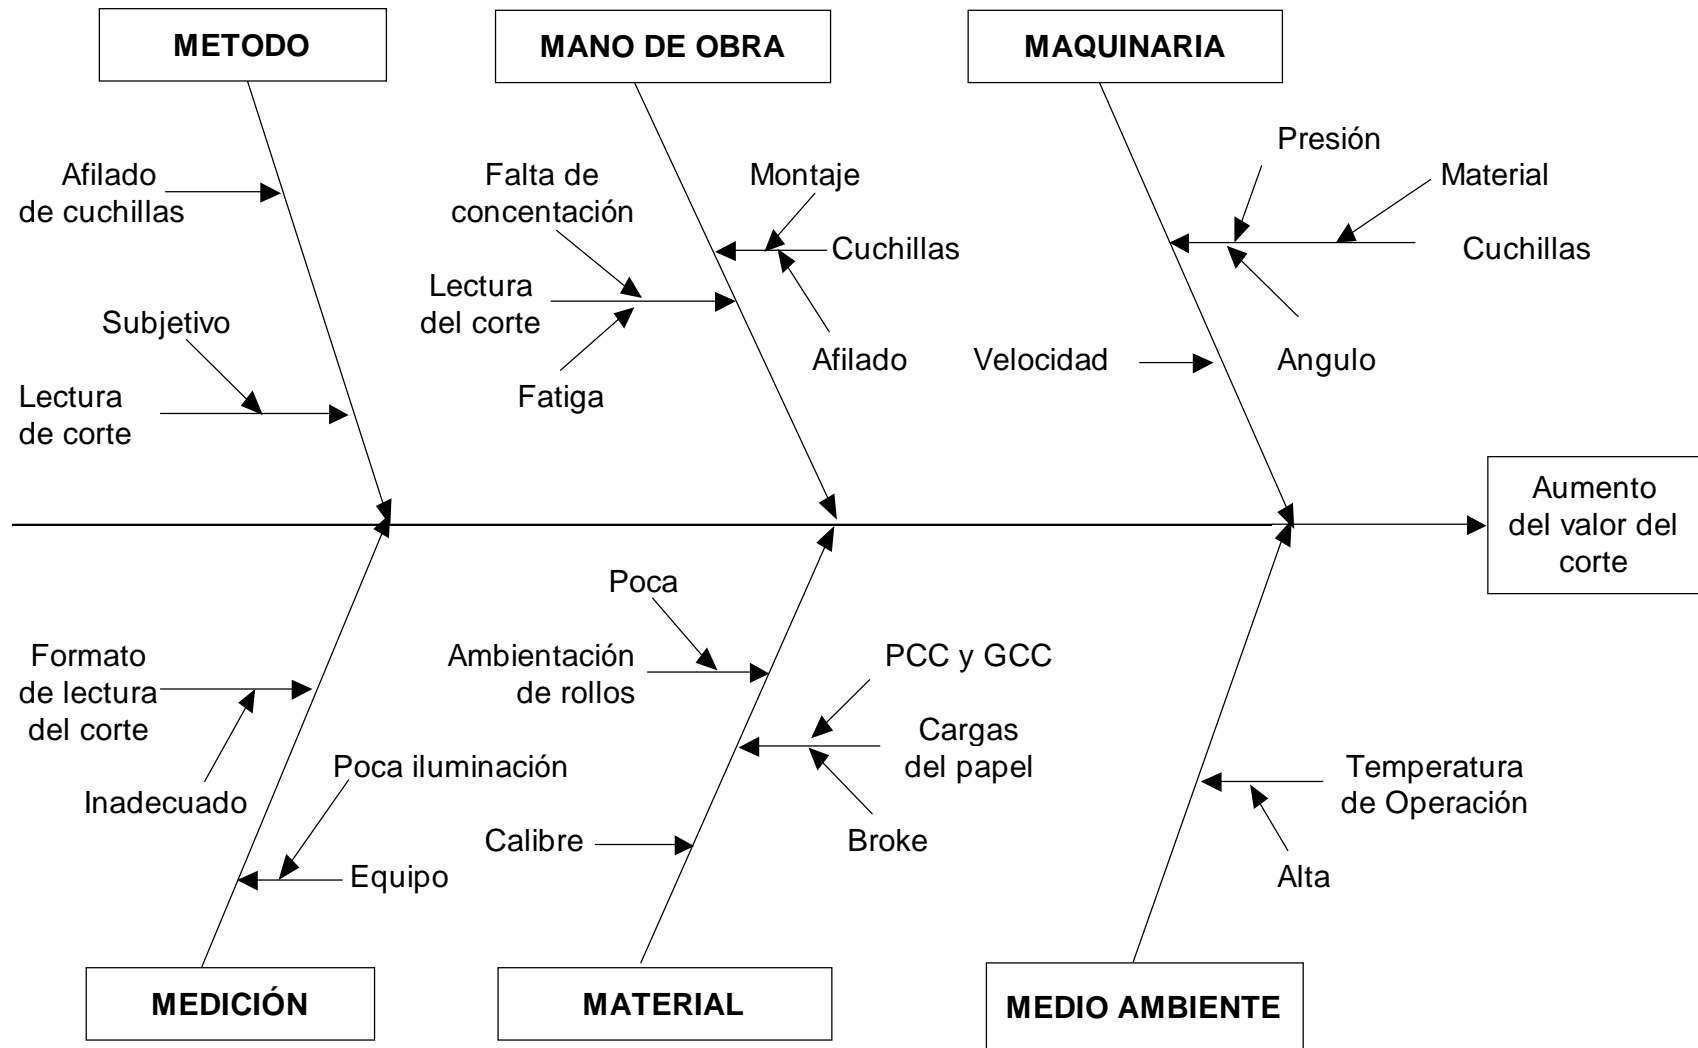 METODO
MANO DE OBRA
MAQUINARIA
Presión
Afilado
de cuchillas
Falta de
concentación
Montaje
Material
Cuchillas
Cuchillas
Lectura
del corte
Subjetivo
Afilado
Velocidad
Angulo
Fatiga
Lectura
de corte
Aumento
del valor del
corte
Poca
Formato
de lectura
del corte
Ambientación
de rollos
PCC y GCC
Cargas
del papel
Poca iluminación
Temperatura
de Operación
Inadecuado
Calibre
Broke
Equipo
Alta
MEDICIÓN
MATERIAL
MEDIO AMBIENTE